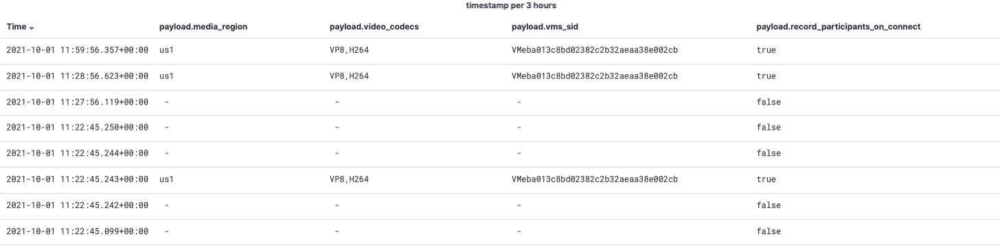 timestamp per 3 hours
Time payload.media_region payload.video_codecs payload.vms_sid payload.record_participants_on_connect
2021-10-01 11:59:56.357+00:00 us1 VP8,H264 VMeba013c8bd02382c2b32aeaa38e002cb true
2021-10-01 11:28:56.623+00:00 us1 VP8,H264 VMeba013c8bd02382c2b32aeaa38e002cb true
2021-10-01 11:27:56.119+00:00 - - - false
2021-10-01 11:22:45.250+00:00 - - - false
2021-10-01 11:22:45.244+00:00 - - - false
2021-10-01 11:22:45.243+00:00 us1 VP8,H264 VMeba013c8bd02382c2b32aeaa38e002cb true
2021-10-01 11:22:45.242+00:00 - - - false
2021-10-01 11:22:45.099+00:00 - - - false